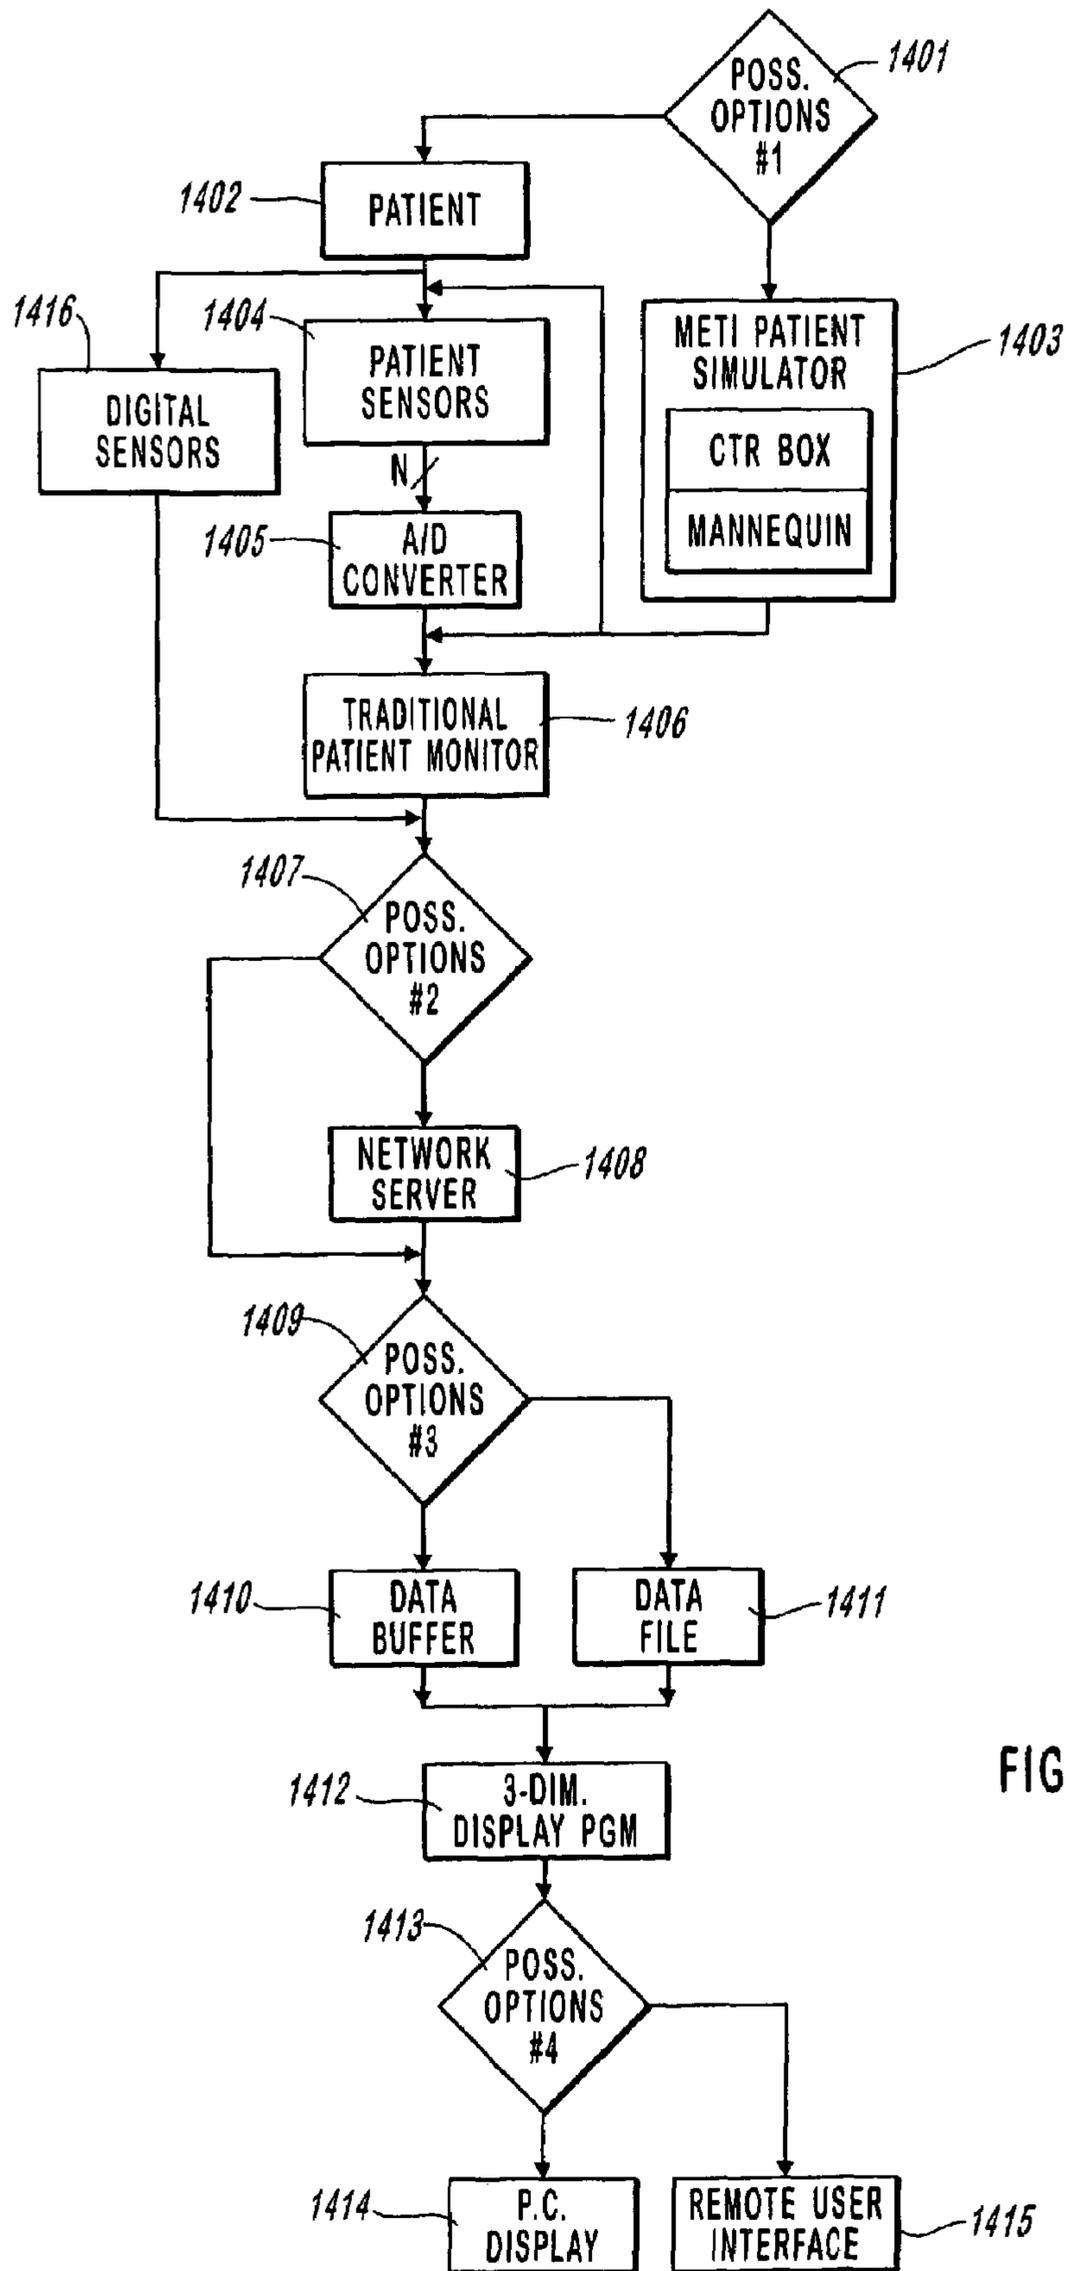 1401
POSS.
OPTIONS
#1
1402
PATIENT
1416
DIGITAL
SENSORS
1404
PATIENT
SENSORS
METI PATIENT
SIMULATOR
CTR BOX
MANNEQUIN
1403
N
1405
A/D
CONVERTER
TRADITIONAL
PATIENT MONITOR
1406
1407
POSS.
OPTIONS
#2
NETWORK
SERVER
1408
1409
POSS.
OPTIONS
#3
1410
DATA
BUFFER
DATA
FILE
1411
FIG
1412
3-DIM.
DISPLAY PGM
1413
POSS.
OPTIONS
#4
1414
P.C.
DISPLAY
REMOTE USER
INTERFACE
1415